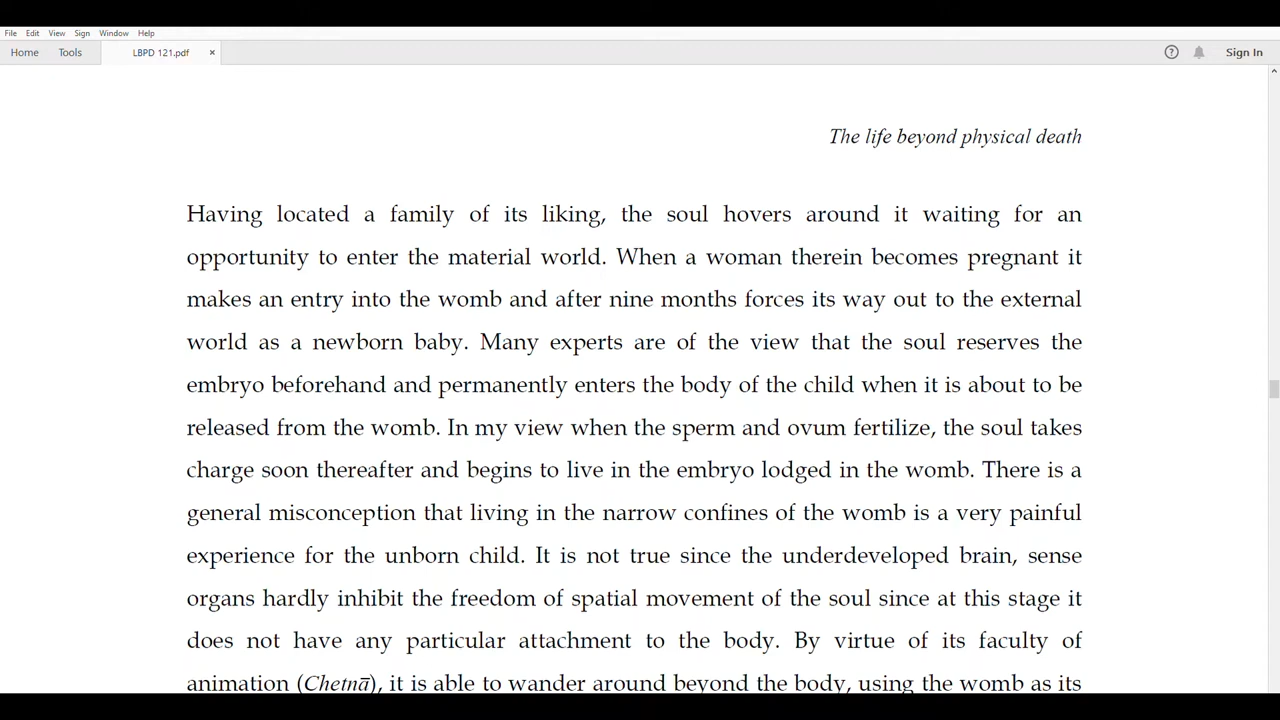 File Edit View Sign Window Help
Home Tools LBPD 121.pdf × ? Sign In
The life beyond physical death
Having located a family of its liking, the soul hovers around it waiting for an
opportunity to enter the material world. When a woman therein becomes pregnant it
makes an entry into the womb and after nine months forces its way out to the external
world as a newborn baby. Many experts are of the view that the soul reserves the
embryo beforehand and permanently enters the body of the child when it is about to be
released from the womb. In my view when the sperm and ovum fertilize, the soul takes
charge soon thereafter and begins to live in the embryo lodged in the womb. There is a
general misconception that living in the narrow confines of the womb is a very painful
experience for the unborn child. It is not true since the underdeveloped brain, sense
organs hardly inhibit the freedom of spatial movement of the soul since at this stage it
does not have any particular attachment to the body. By virtue of its faculty of
animation (Chetnā), it is able to wander around beyond the body, using the womb as its